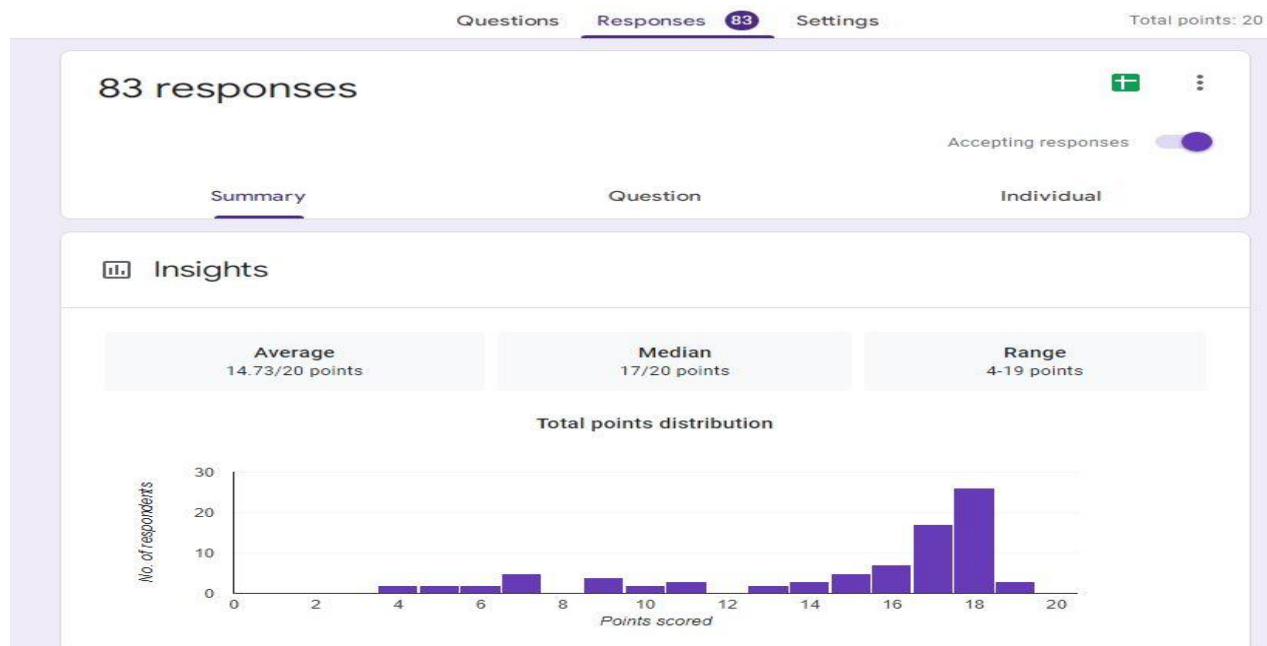 Questions Responses 83 Settings Total points: 20
83 responses
Accepting responses
Summary Question Individual
Insights
Average Median Range
14.73/20 points 17/20 points 4-19 points
Total points distribution
30
20
10
0
No. of respondents
0 2 4 6 8 10 12 14 16 18 20
Points scored